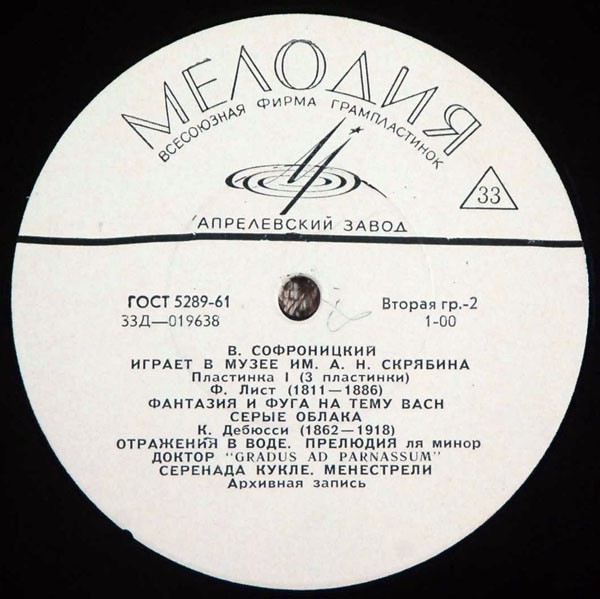 МЕЛОДИЯ
ВСЕСОЮЗНАЯ ФИРМА ГРАМПЛАСТИНОК
33
АПРЕЛЕВСКИЙ ЗАВОД
ГОСТ 5289-61 Вторая гр.-2
33Д—019638 1-00
В. СОФРОНИЦКИЙ
ИГРАЕТ В МУЗЕЕ ИМ. А. Н. СКРЯБИНА
Пластинка I (3 пластинки)
Ф. Лист (1811—1886)
ФАНТАЗИЯ И ФУГА НА ТЕМУ ВАСН
СЕРЫЕ ОБЛАКА
К. Дебюсси (1862—1918)
ОТРАЖЕНИЯ В ВОДЕ. ПРЕЛЮДИЯ ля минор
ДОКТОР "GRADUS AD PARNASSUM"
СЕРЕНАДА КУКЛЕ. МЕНЕСТРЕЛИ
Архивная запись